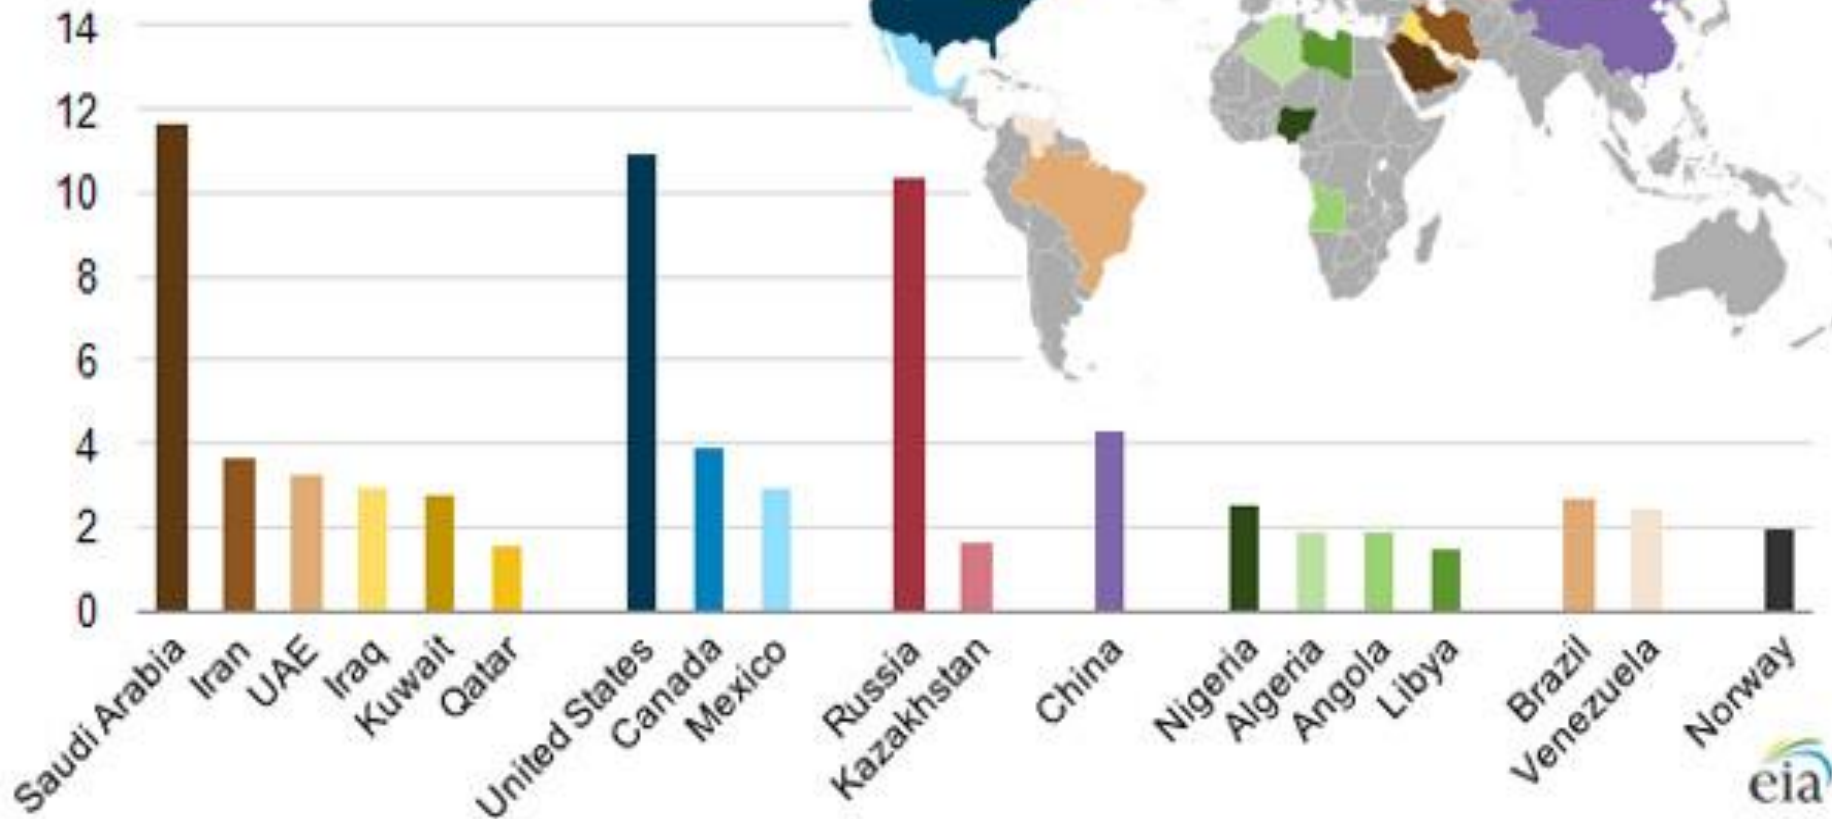 14
12
10
8
6
4
2
0
Saudi Arabia
Iran
UAE
Iraq
Kuwait
Qatar
United States
Canada
Mexico
Russia
Kazakhstan
China
Nigeria
Algeria
Angola
Libya
Brazil
Venezuela
Norway
eia